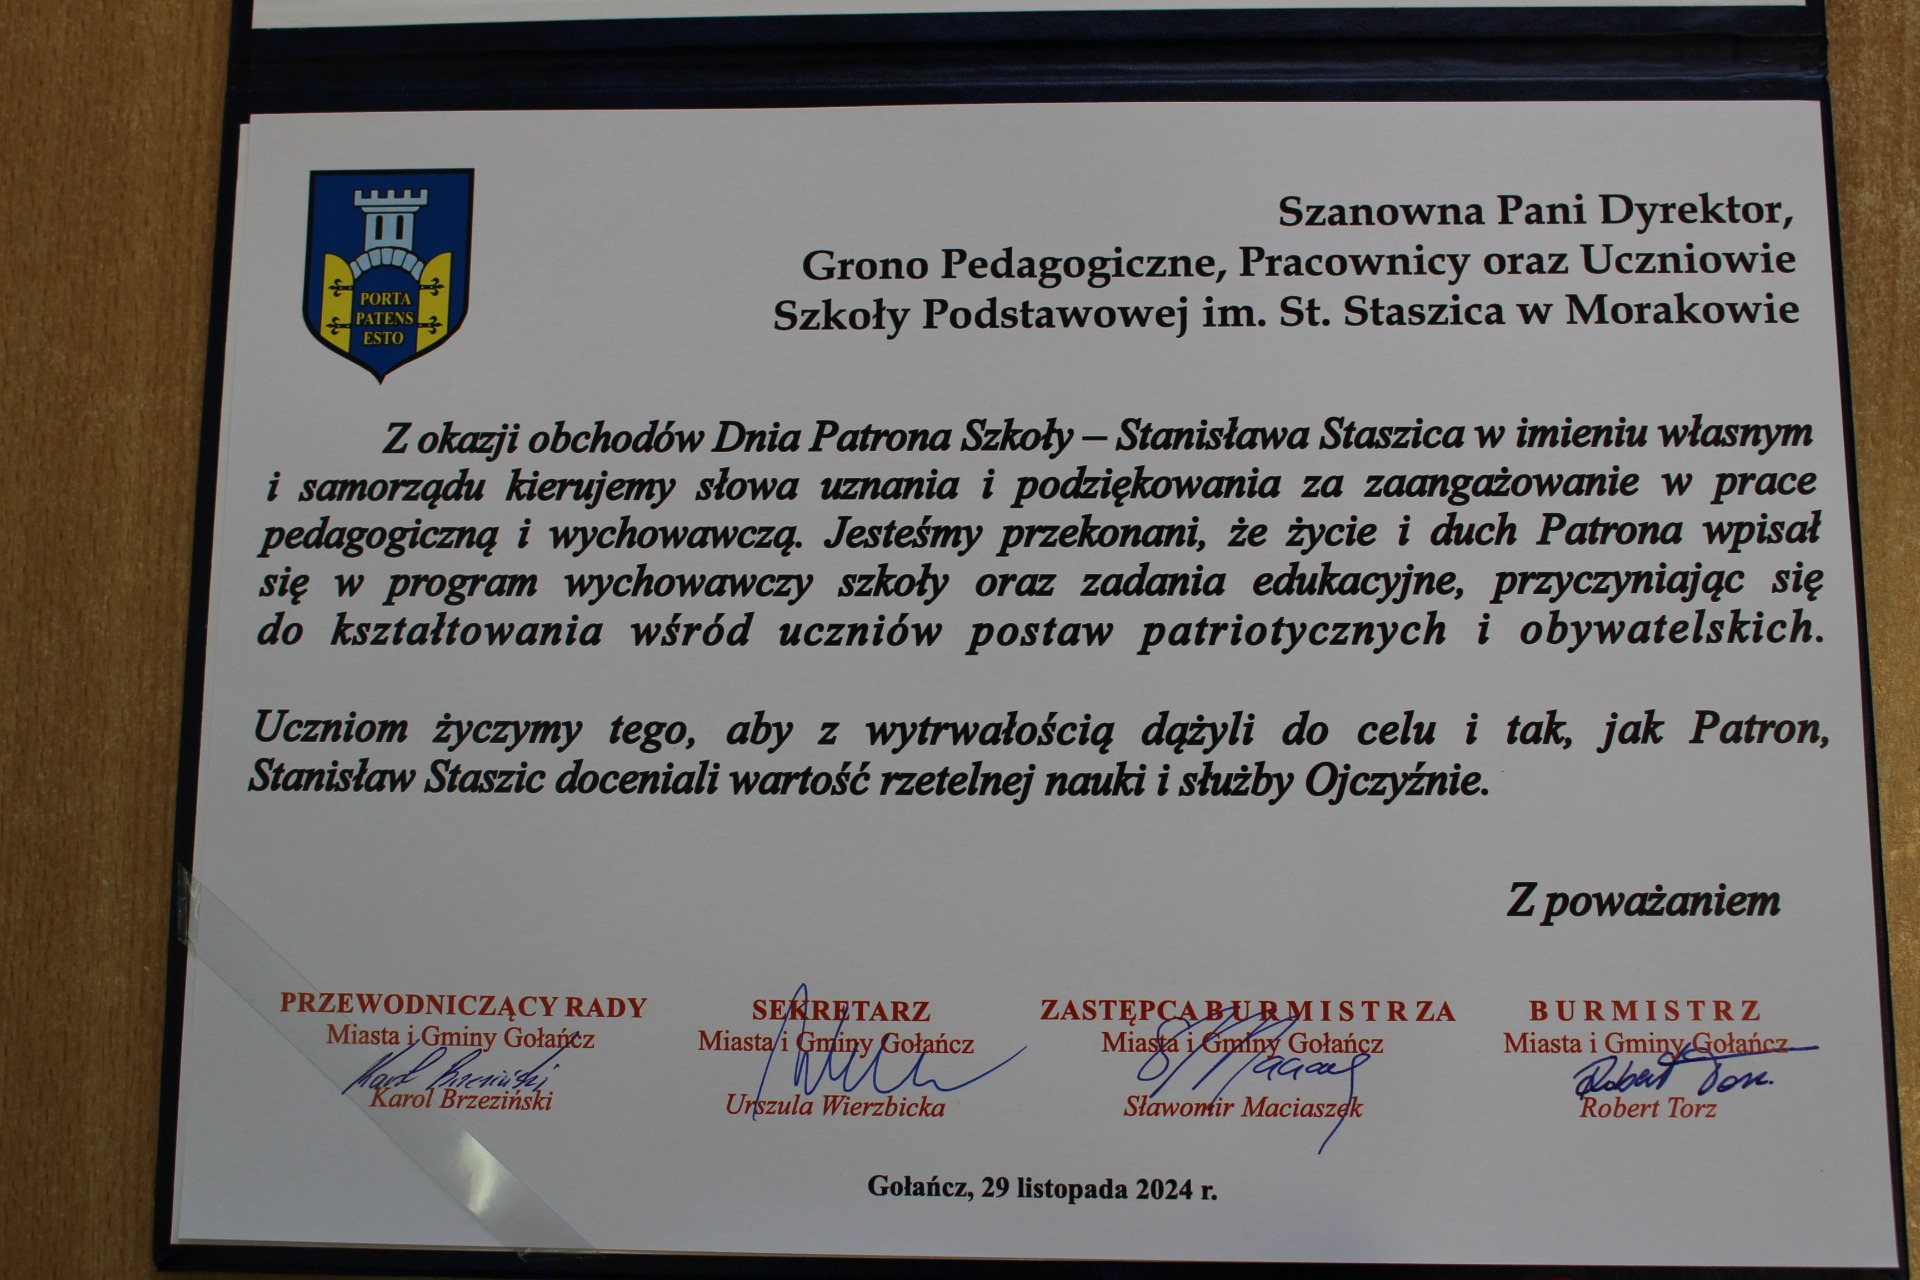 PORTA
PATENS
ESTO
Szanowna Pani Dyrektor,
Grono Pedagogiczne, Pracownicy oraz Uczniowie
Szkoły Podstawowej im. St. Staszica w Morakowie
Z okazji obchodów Dnia Patrona Szkoły – Stanisława Staszica w imieniu własnym
i samorządu kierujemy słowa uznania i podziękowania za zaangażowanie w prace
pedagogiczną i wychowawczą. Jesteśmy przekonani, że życie i duch Patrona wpisał
się w program wychowawczy szkoły oraz zadania edukacyjne, przyczyniając się
do kształtowania wśród uczniów postaw patriotycznych i obywatelskich.
Uczniom życzymy tego, aby z wytrwałością dążyli do celu i tak, jak Patron,
Stanisław Staszic doceniali wartość rzetelnej nauki i służby Ojczyźnie.
Z poważaniem
PRZEWODNICZĄCY RADY
Miasta i Gminy Gołańcz
Karol Brzeziński
Karol Brzeziński
SEKRETARZ
Miasta i Gminy Gołańcz
Urszula Wierzbicka
ZASTĘPCA BURMISTRZA
Miasta i Gminy Gołańcz
Sławomir Maciaszek
BURMISTRZ
Miasta i Gminy Gołańcz
Robert Torz
Robert Torz
Gołańcz, 29 listopada 2024 r.